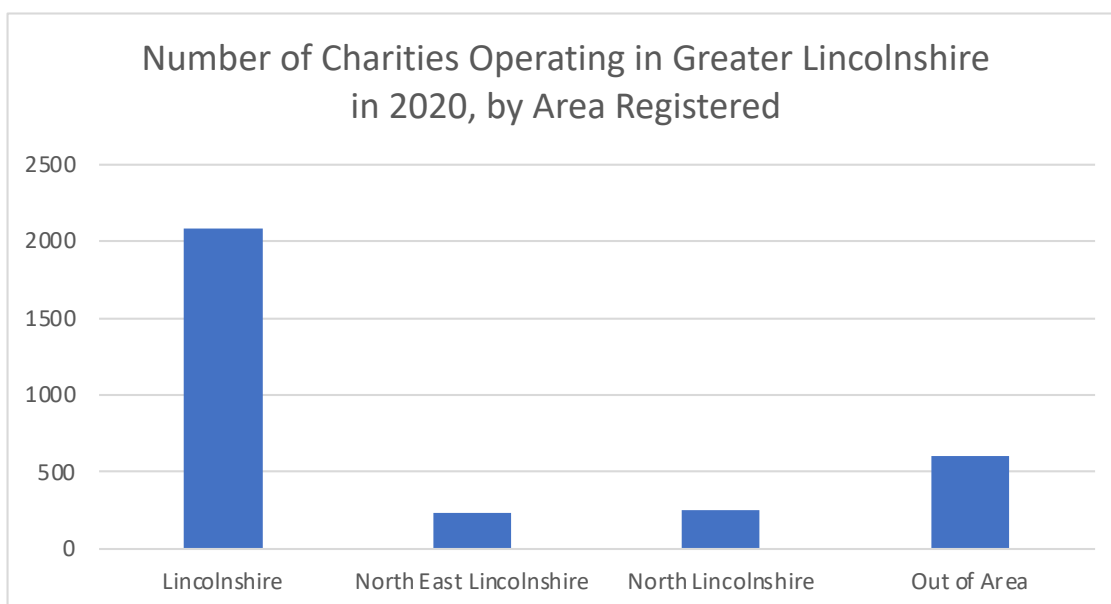 Number of Charities Operating in Greater Lincolnshire
in 2020, by Area Registered
2500
2000
1500
1000
500
0
Lincolnshire
North East Lincolnshire
North Lincolnshire
Out of Area